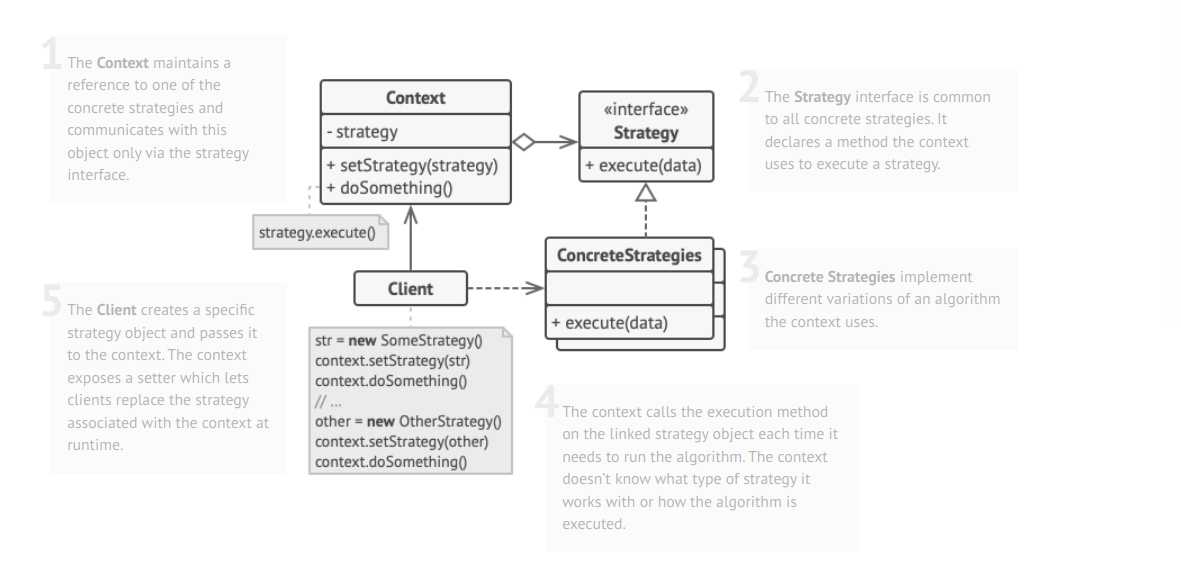 1
The Context maintains a
reference to one of the
concrete strategies and
communicates with this
object only via the strategy
interface.
Context
- strategy
+ setStrategy(strategy)
+ doSomething()
strategy.execute()
«interface»
Strategy
+ execute(data)
2
The Strategy interface is common
to all concrete strategies. It
declares a method the context
uses to execute a strategy.
ConcreteStrategies
+ execute(data)
3
Concrete Strategies implement
different variations of an algorithm
the context uses.
Client
str = new SomeStrategy()
context.setStrategy(str)
context.doSomething()
// ...
other = new OtherStrategy()
context.setStrategy(other)
context.doSomething()
4
The context calls the execution method
on the linked strategy object each time it
needs to run the algorithm. The context
doesn't know what type of strategy it
works with or how the algorithm is
executed.
5
The Client creates a specific
strategy object and passes it
to the context. The context
exposes a setter which lets
clients replace the strategy
associated with the context at
runtime.